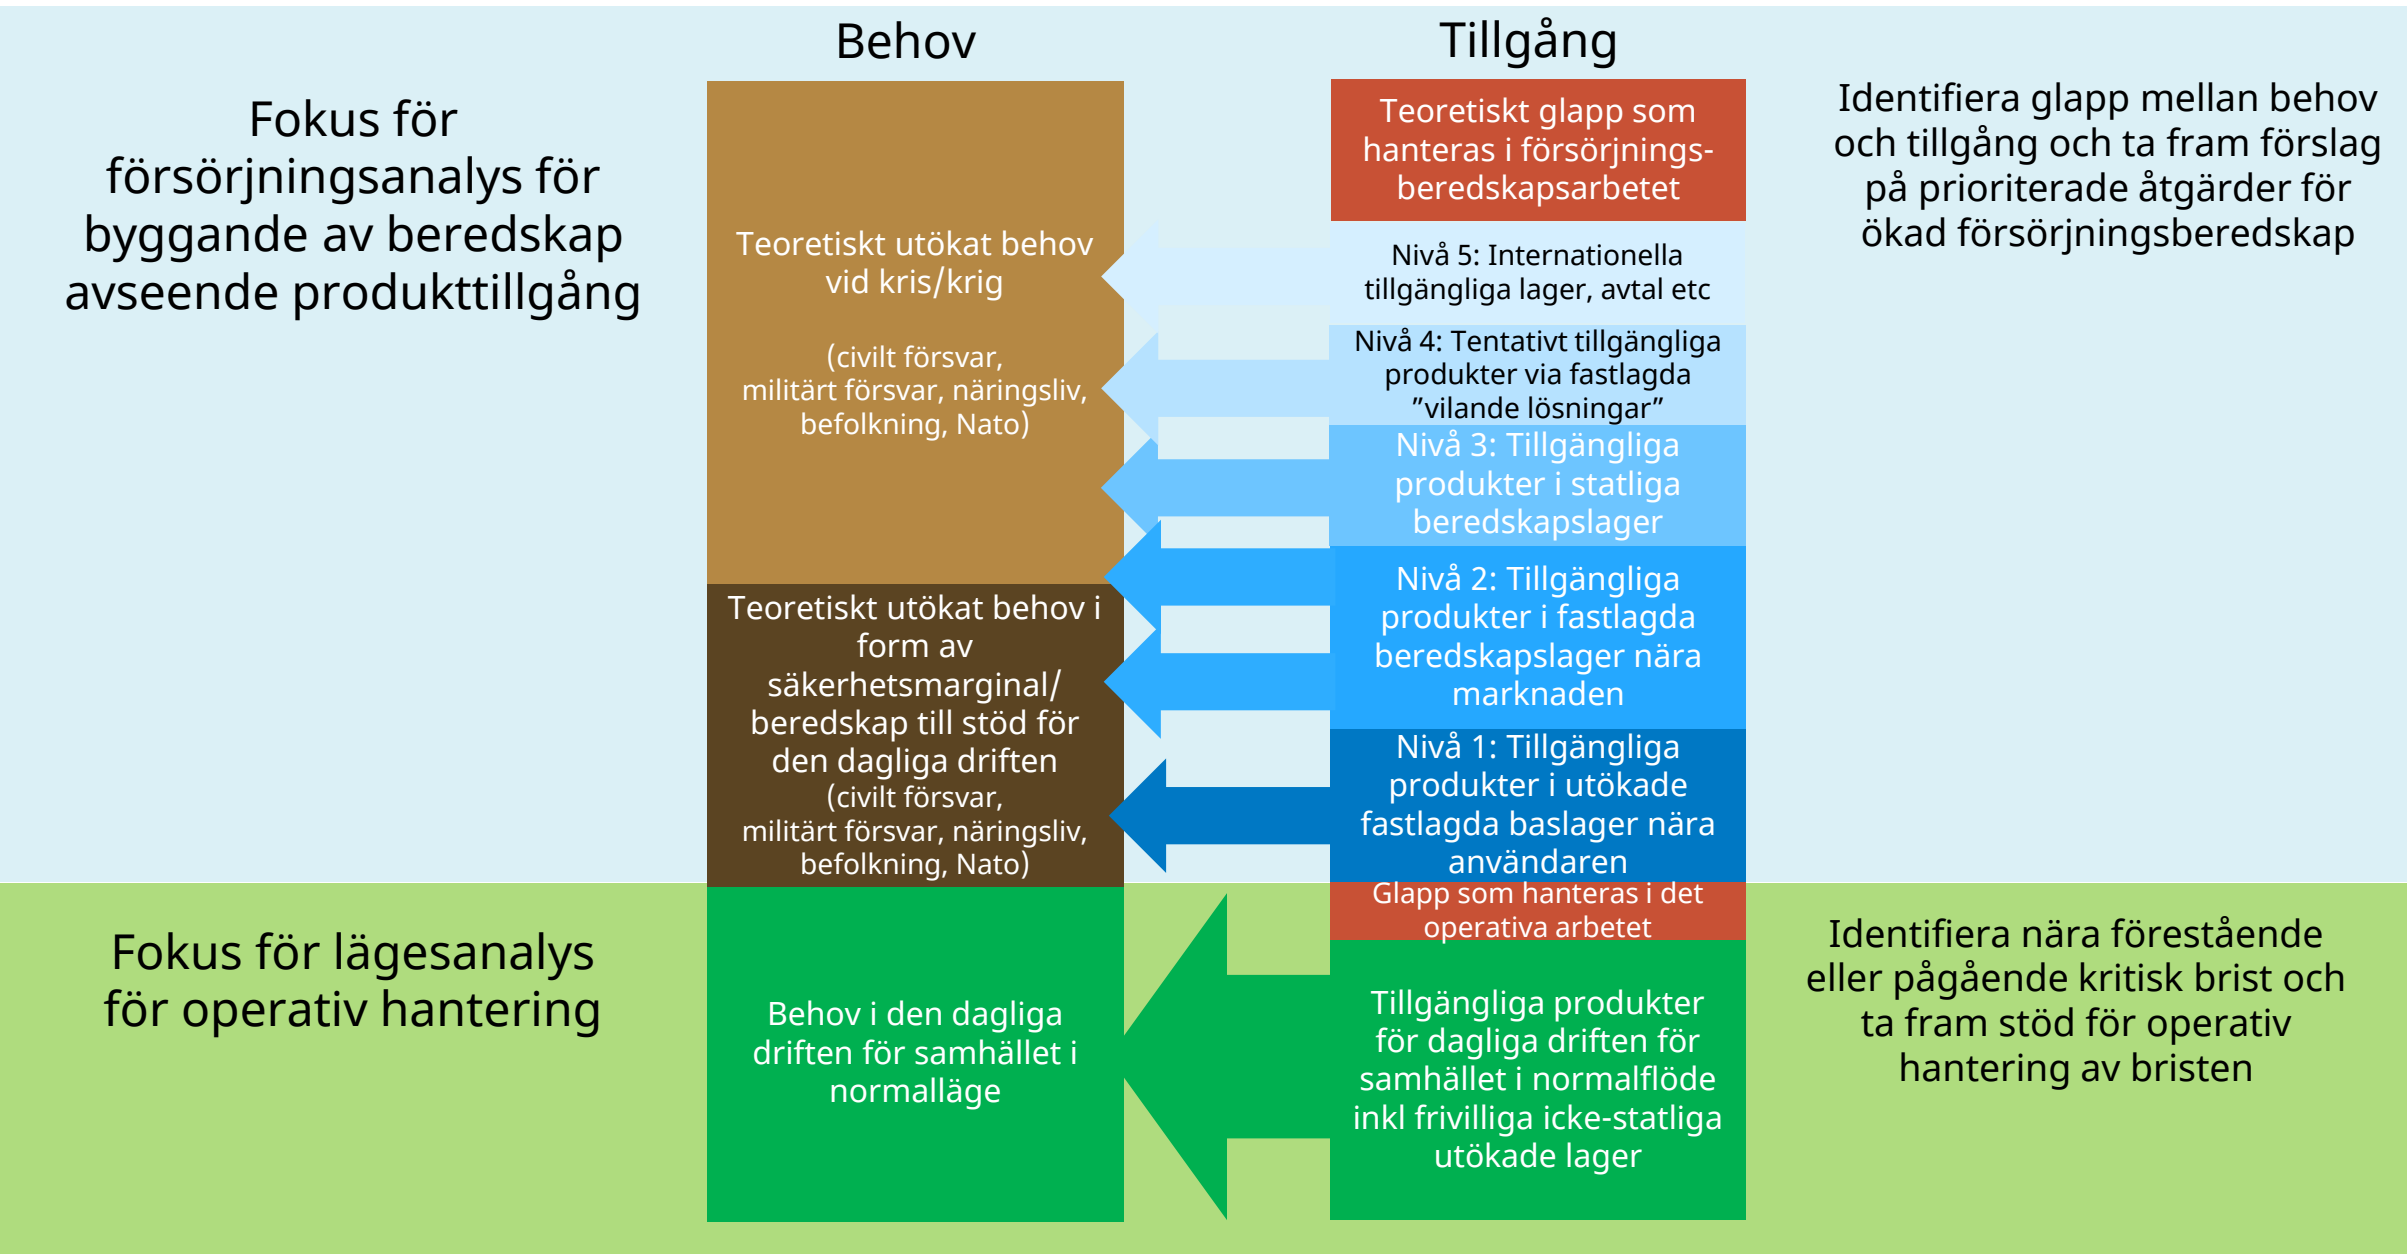 Behov
Tillgång
Fokus för
försörjningsanalys för
byggande av beredskap
avseende produkttillgång
Teoretiskt utökat behov
vid kris/krig
(civilt försvar,
militärt försvar, näringsliv,
befolkning, Nato)
Teoretiskt utökat behov i
form av
säkerhetsmarginal/
beredskap till stöd för
den dagliga driften
(civilt försvar,
militärt försvar, näringsliv,
befolkning, Nato)
Teoretiskt glapp som
hanteras i försörjnings-
beredskapsarbetet
Nivå 5: Internationella
tillgängliga lager, avtal etc
Nivå 4: Tentativt tillgängliga
produkter via fastlagda
”vilande lösningar”
Nivå 3: Tillgängliga
produkter i statliga
beredskapslager
Nivå 2: Tillgängliga
produkter i fastlagda
beredskapslager nära
marknaden
Nivå 1: Tillgängliga
produkter i utökade
fastlagda baslager nära
användaren
Identifiera glapp mellan behov
och tillgång och ta fram förslag
på prioriterade åtgärder för
ökad försörjningsberedskap
Fokus för lägesanalys
för operativ hantering
Behov i den dagliga
driften för samhället i
normalläge
Glapp som hanteras i det
operativa arbetet
Tillgängliga produkter
för dagliga driften för
samhället i normalflöde
inkl frivilliga icke-statliga
utökade lager
Identifiera nära förestående
eller pågående kritisk brist och
ta fram stöd för operativ
hantering av bristen